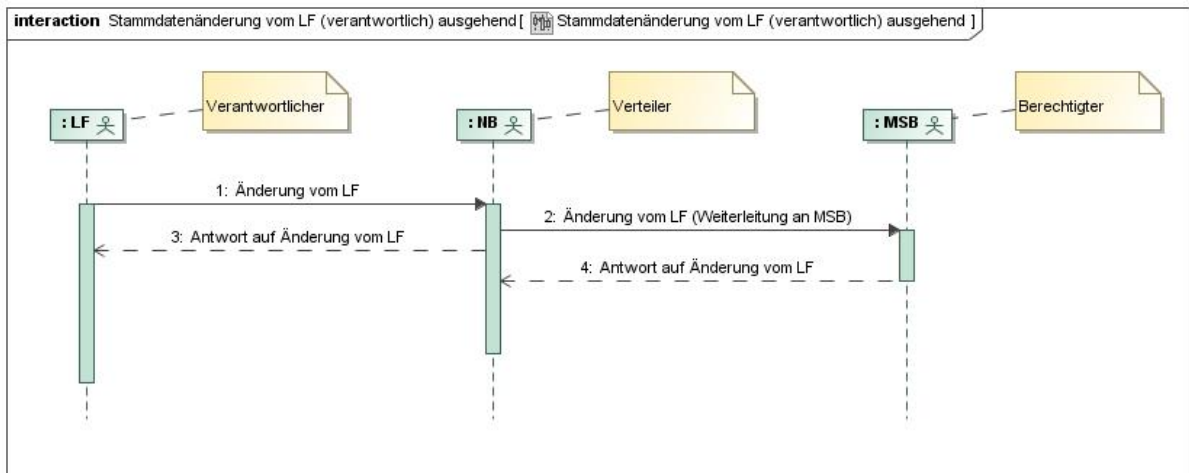 interaction Stammdatenänderung vom LF (verantwortlich) ausgehend [ Stammdatenänderung vom LF (verantwortlich) ausgehend ]
Verantwortlicher
Verteiler
Berechtigter
: LF
: NB
: MSB
1: Änderung vom LF
2: Änderung vom LF (Weiterleitung an MSB)
3: Antwort auf Änderung vom LF
4: Antwort auf Änderung vom LF